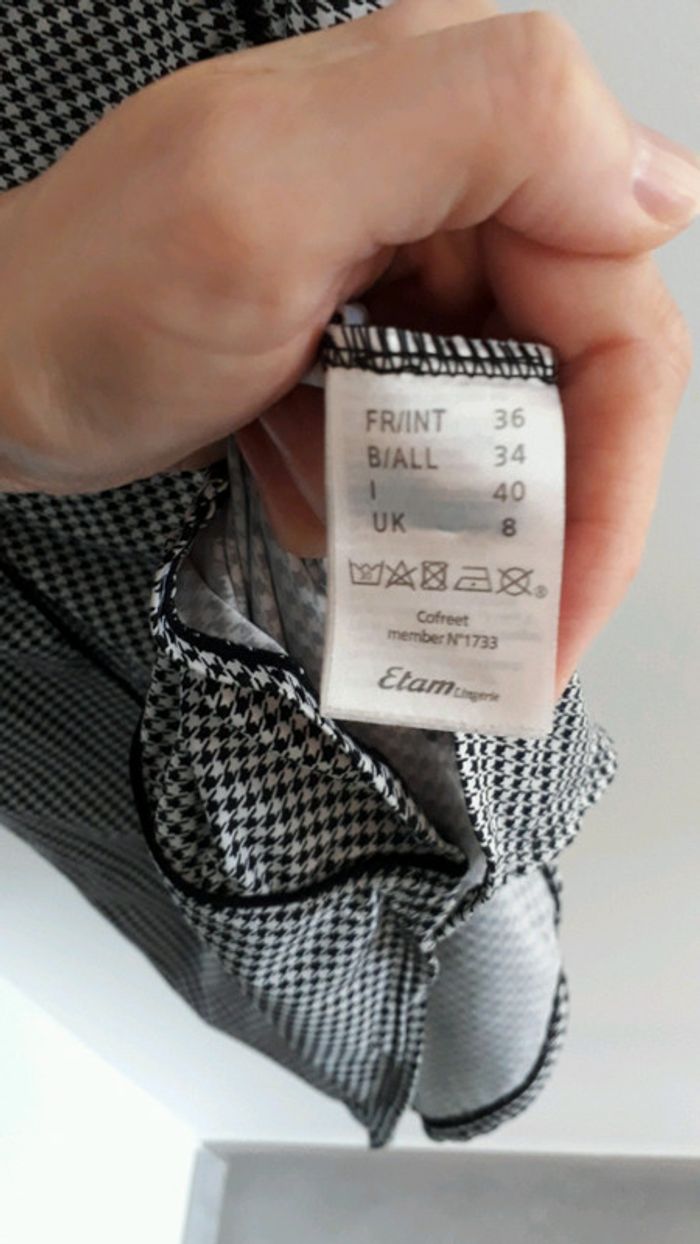 FR/INT 36
B/ALL 34
I 40
UK 8
Cofreet
member N°1733
Etam Lingerie